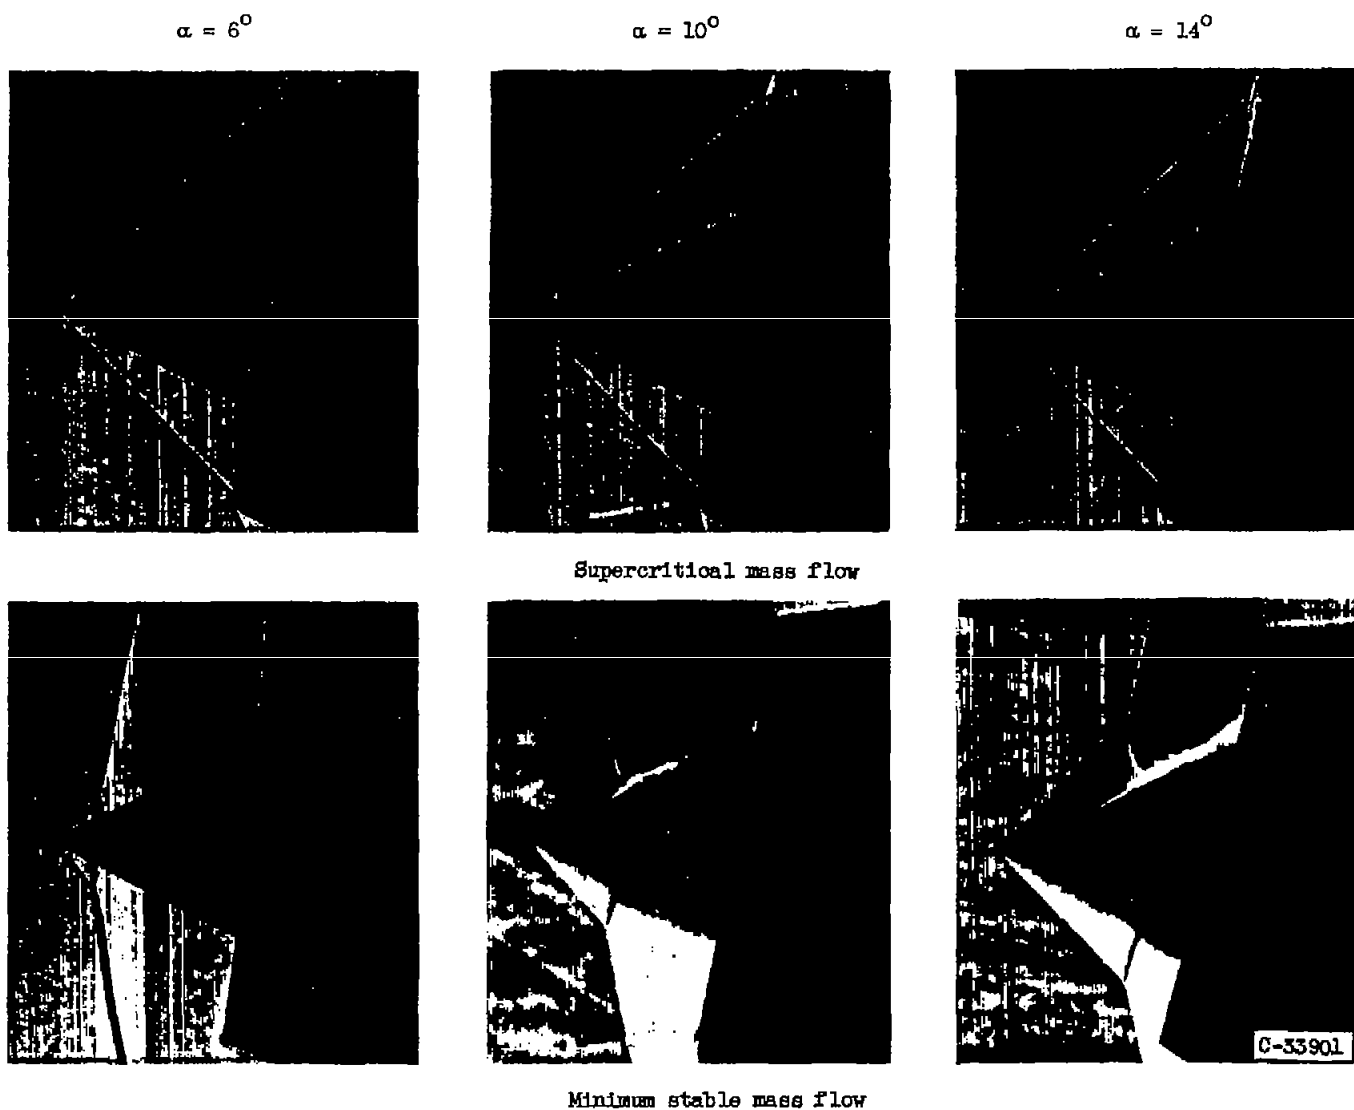 α = 6°
α = 10°
α = 14°
Supercritical mass flow
C-33901
Minimum stable mass flow